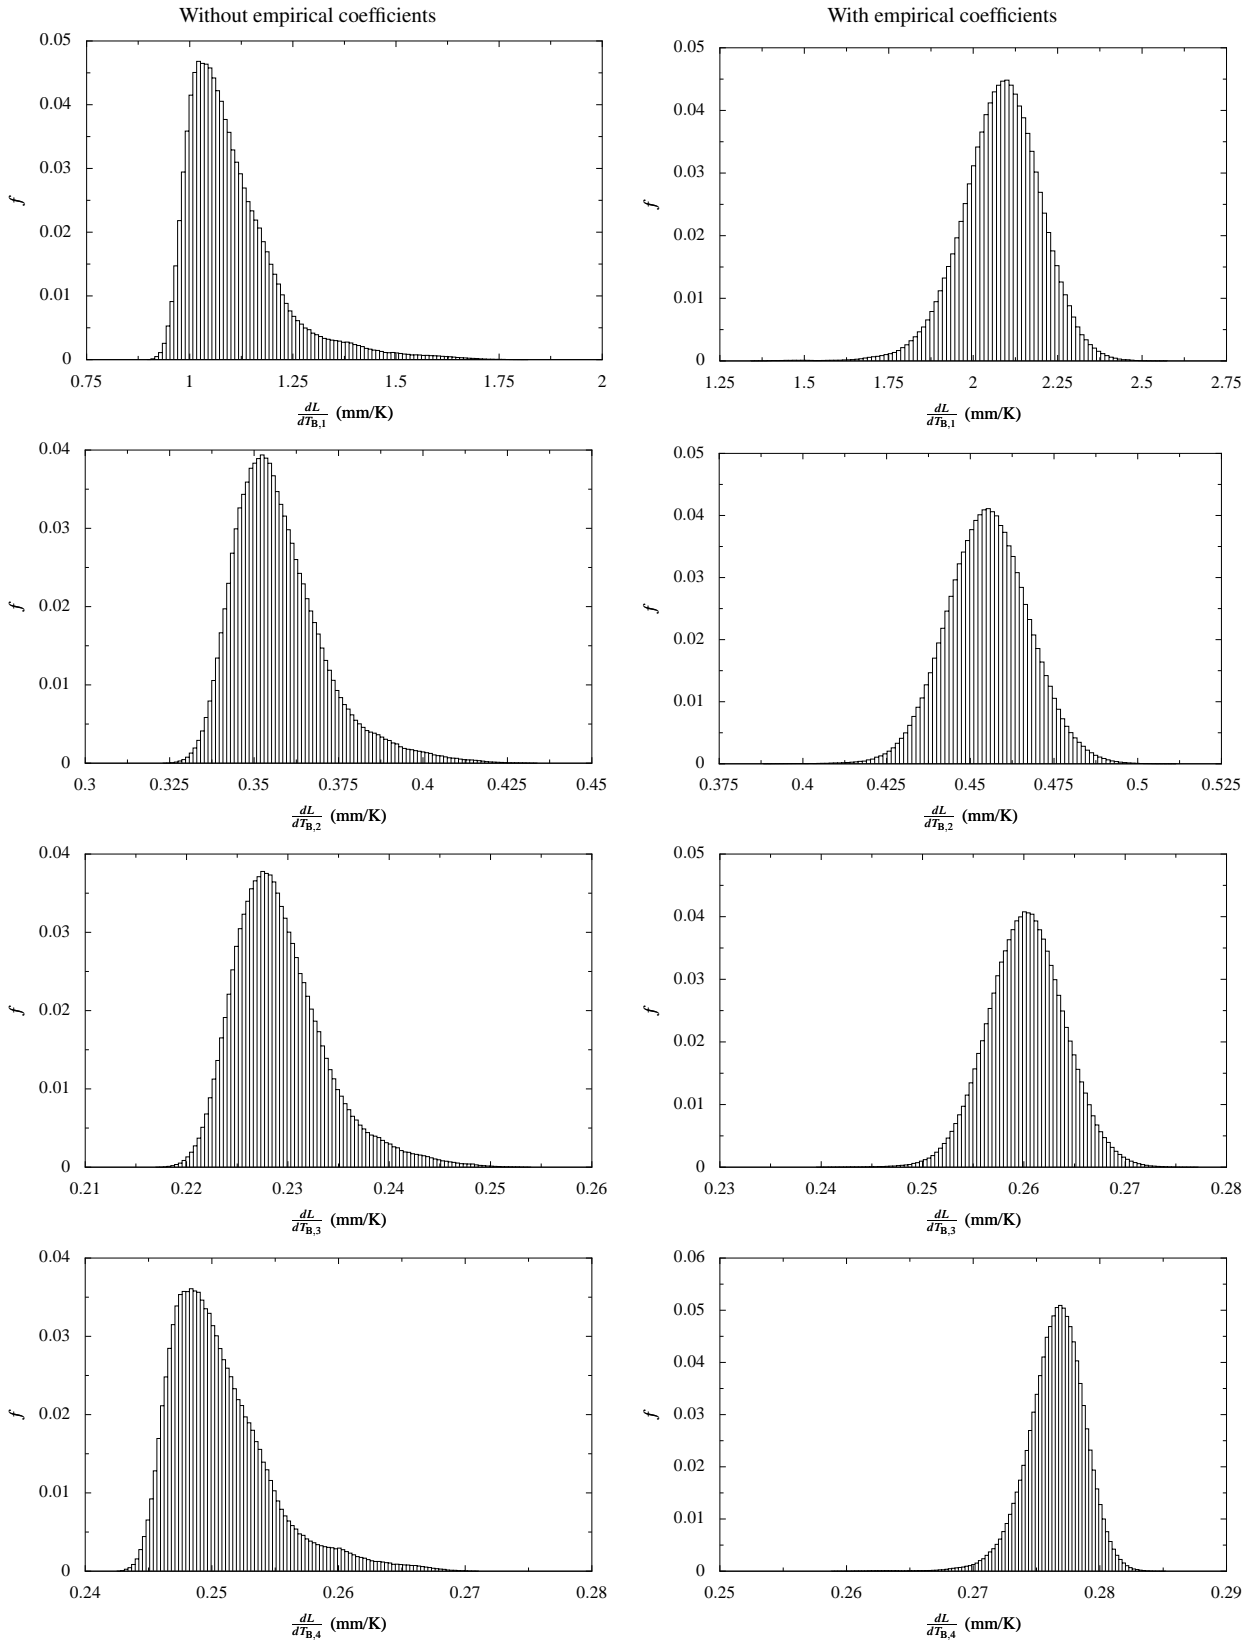 Without empirical coefficients
With empirical coefficients
0.05
0.04
0.03
0.02
0.01
0
f
0.75 1 1.25 1.5 1.75 2
dL/dT_B,1 (mm/K)
0.05
0.04
0.03
0.02
0.01
0
f
1.25 1.5 1.75 2 2.25 2.5 2.75
dL/dT_B,1 (mm/K)
0.04
0.03
0.02
0.01
0
f
0.3 0.325 0.35 0.375 0.4 0.425 0.45
dL/dT_B,2 (mm/K)
0.05
0.04
0.03
0.02
0.01
0
f
0.375 0.4 0.425 0.45 0.475 0.5 0.525
dL/dT_B,2 (mm/K)
0.04
0.03
0.02
0.01
0
f
0.21 0.22 0.23 0.24 0.25 0.26
dL/dT_B,3 (mm/K)
0.05
0.04
0.03
0.02
0.01
0
f
0.23 0.24 0.25 0.26 0.27 0.28
dL/dT_B,3 (mm/K)
0.04
0.03
0.02
0.01
0
f
0.24 0.25 0.26 0.27 0.28
dL/dT_B,4 (mm/K)
0.06
0.05
0.04
0.03
0.02
0.01
0
f
0.25 0.26 0.27 0.28 0.29
dL/dT_B,4 (mm/K)